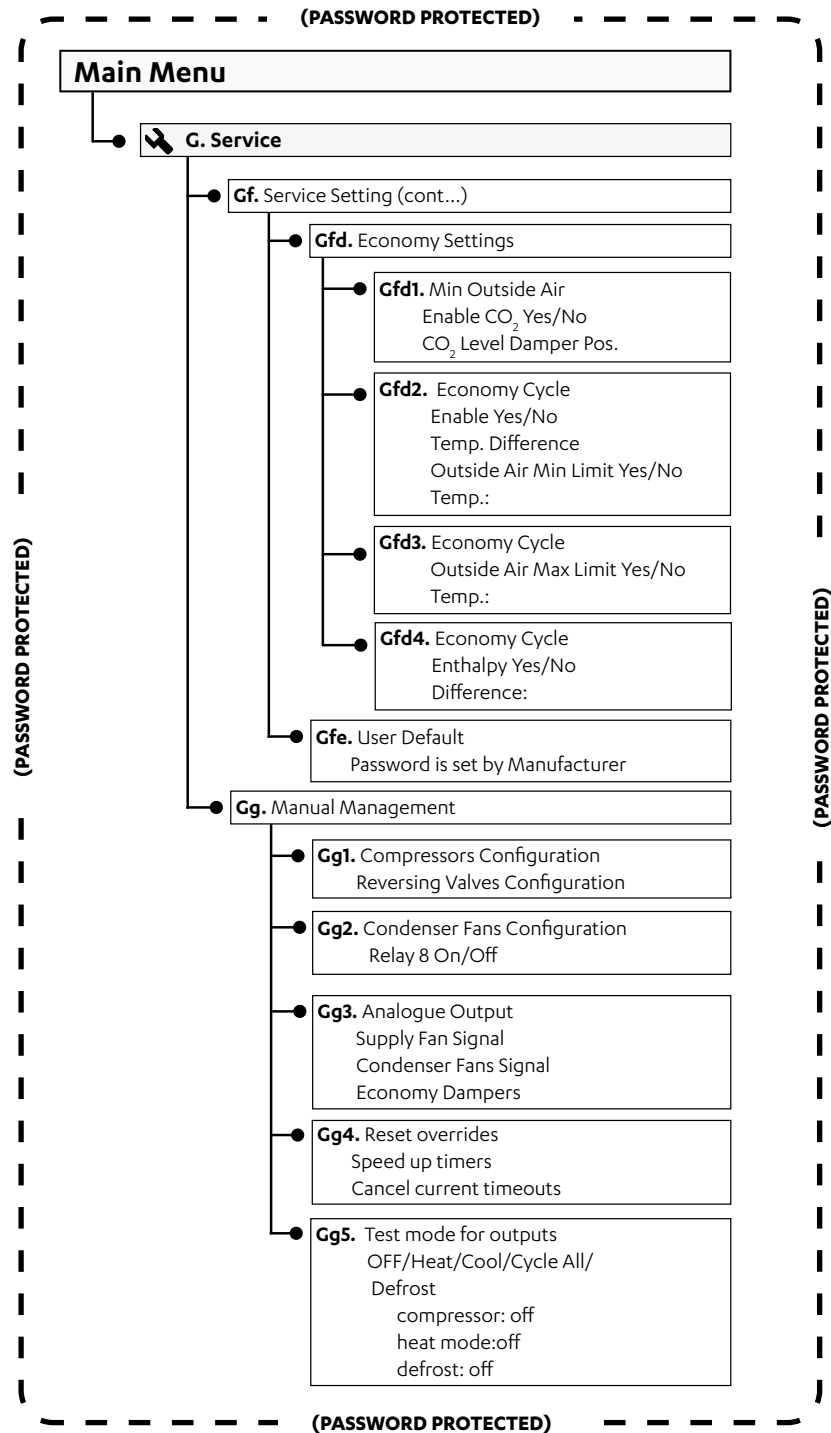 (PASSWORD PROTECTED)
Main Menu
G. Service
Gf. Service Setting (cont...)
Gfd. Economy Settings
Gfd1. Min Outside Air
Enable CO2 Yes/No
CO2 Level Damper Pos.
Gfd2. Economy Cycle
Enable Yes/No
Temp. Difference
Outside Air Min Limit Yes/No
Temp.:
Gfd3. Economy Cycle
Outside Air Max Limit Yes/No
Temp.:
Gfd4. Economy Cycle
Enthalpy Yes/No
Difference:
Gfe. User Default
Password is set by Manufacturer
Gg. Manual Management
Gg1. Compressors Configuration
Reversing Valves Configuration
Gg2. Condenser Fans Configuration
Relay 8 On/Off
Gg3. Analogue Output
Supply Fan Signal
Condenser Fans Signal
Economy Dampers
Gg4. Reset overrides
Speed up timers
Cancel current timeouts
Gg5. Test mode for outputs
OFF/Heat/Cool/Cycle All/
Defrost
compressor: off
heat mode:off
defrost: off
(PASSWORD PROTECTED)
(PASSWORD PROTECTED)
(PASSWORD PROTECTED)